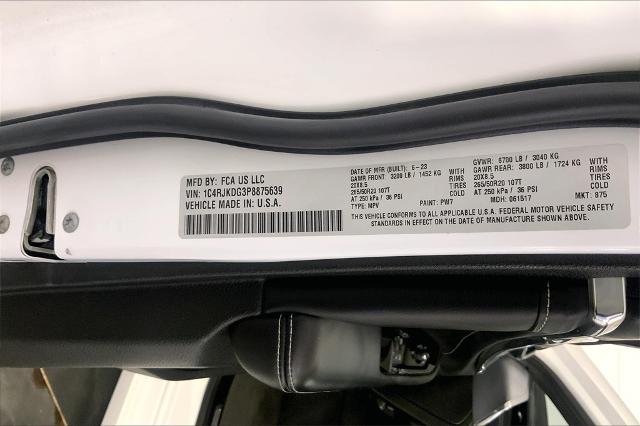 MFD BY: FCA US LLC
DATE OF MFR (BUILT): 6-23
GVWR: 6700 LB / 3040 KG
GAWR FRONT 3200 LB / 1452 KG WITH
GAWR REAR: 3800 LB / 1724 KG WITH
VIN: 1C4RJKDG3P8875639
20X8.5 RIMS
20X8.5 RIMS
265/50R20 107T TIRES
265/50R20 107T TIRES
VEHICLE MADE IN U.S.A.
AT 250 kPa / 36 PSI COLD
AT 250 kPa / 36 PSI COLD
TYPE: MPV
PAINT: PW7
MDH: 061517
MKT: 975
THIS VEHICLE CONFORMS TO ALL APPLICABLE U.S.A. FEDERAL MOTOR VEHICLE SAFETY
STANDARDS IN EFFECT ON THE DATE OF MANUFACTURE SHOWN ABOVE.